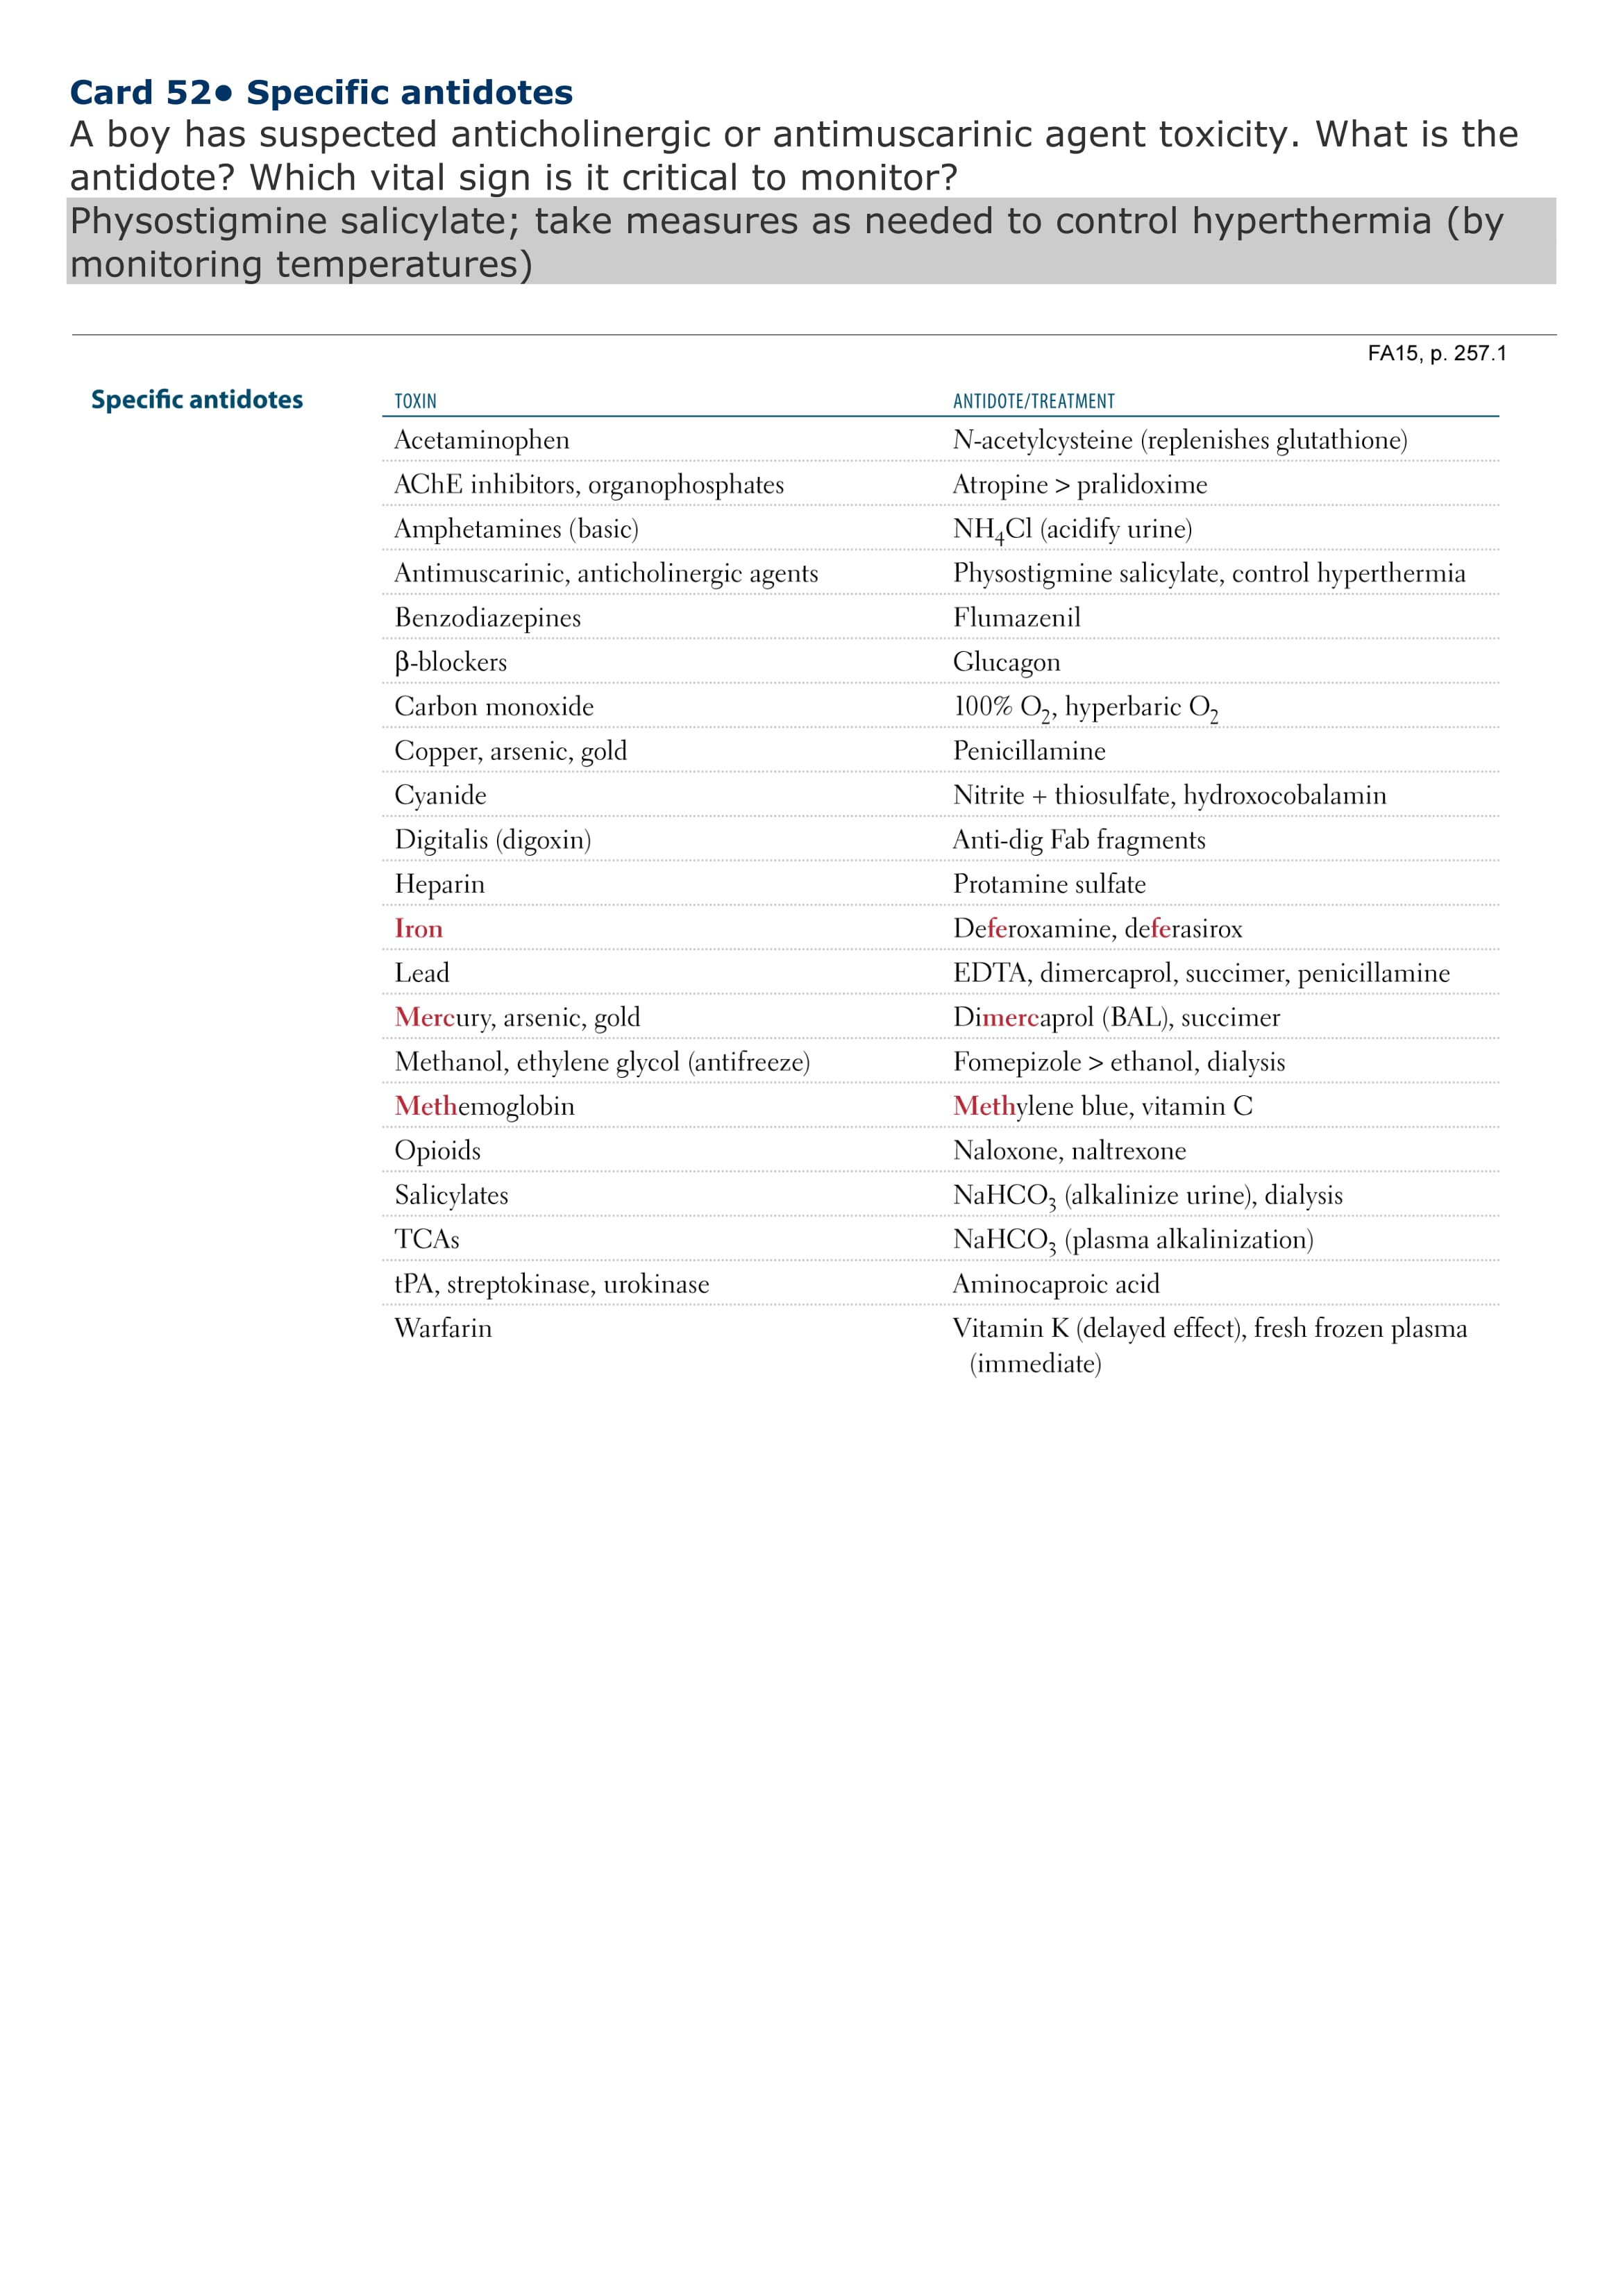 Card 52• Specific antidotes
A boy has suspected anticholinergic or antimuscarinic agent toxicity. What is the
antidote? Which vital sign is it critical to monitor?
Physostigmine salicylate; take measures as needed to control hyperthermia (by
monitoring temperatures)
FA15, p. 257.1
Specific antidotes TOXIN ANTIDOTE/TREATMENT
Acetaminophen N-acetylcysteine (replenishes glutathione)
AChE inhibitors, organophosphates Atropine > pralidoxime
Amphetamines (basic) NH₄Cl (acidify urine)
Antimuscarinic, anticholinergic agents Physostigmine salicylate, control hyperthermia
Benzodiazepines Flumazenil
β-blockers Glucagon
Carbon monoxide 100% O₂, hyperbaric O₂
Copper, arsenic, gold Penicillamine
Cyanide Nitrite + thiosulfate, hydroxocobalamin
Digitalis (digoxin) Anti-dig Fab fragments
Heparin Protamine sulfate
Iron Deferoxamine, deferasirox
Lead EDTA, dimercaprol, succimer, penicillamine
Mercury, arsenic, gold Dimercaprol (BAL), succimer
Methanol, ethylene glycol (antifreeze) Fomepizole > ethanol, dialysis
Methemoglobin Methylene blue, vitamin C
Opioids Naloxone, naltrexone
Salicylates NaHCO₃ (alkalinize urine), dialysis
TCAs NaHCO₃ (plasma alkalinization)
tPA, streptokinase, urokinase Aminocaproic acid
Warfarin Vitamin K (delayed effect), fresh frozen plasma
(immediate)